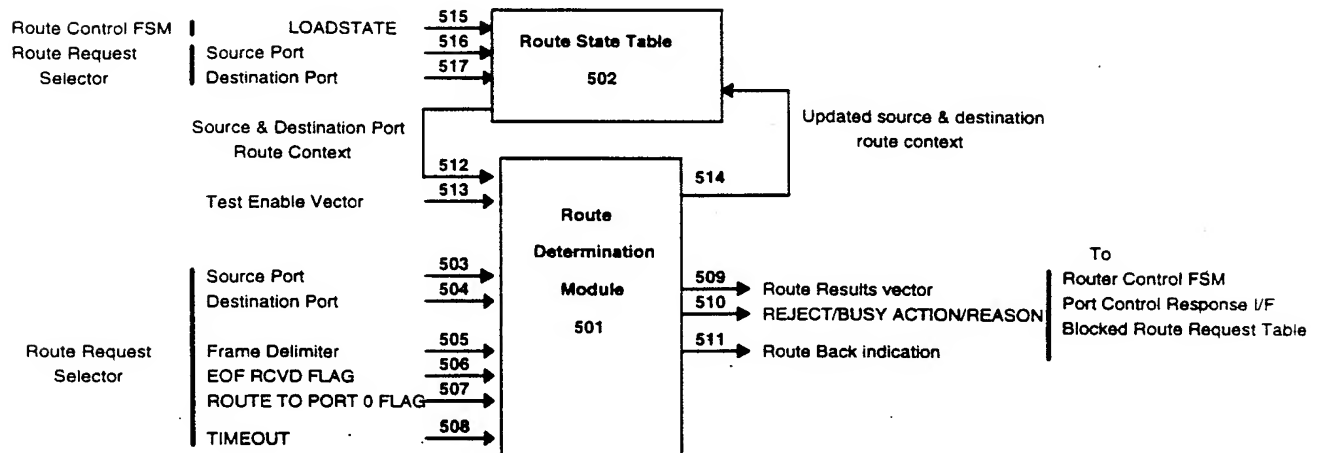 515
Route Control FSM
LOADSTATE
516
Route Request
Selector
Source Port
517
Destination Port
Route State Table
502
Source & Destination Port
Route Context
Updated source & destination
route context
512
513
Test Enable Vector
514
Route
Determination
Module
501
503
Source Port
504
Destination Port
Route Request
Selector
505
Frame Delimiter
506
EOF RCVD FLAG
507
ROUTE TO PORT 0 FLAG
508
TIMEOUT
509
Route Results vector
510
REJECT/BUSY ACTION/REASON
511
Route Back indication
To
Router Control FSM
Port Control Response I/F
Blocked Route Request Table